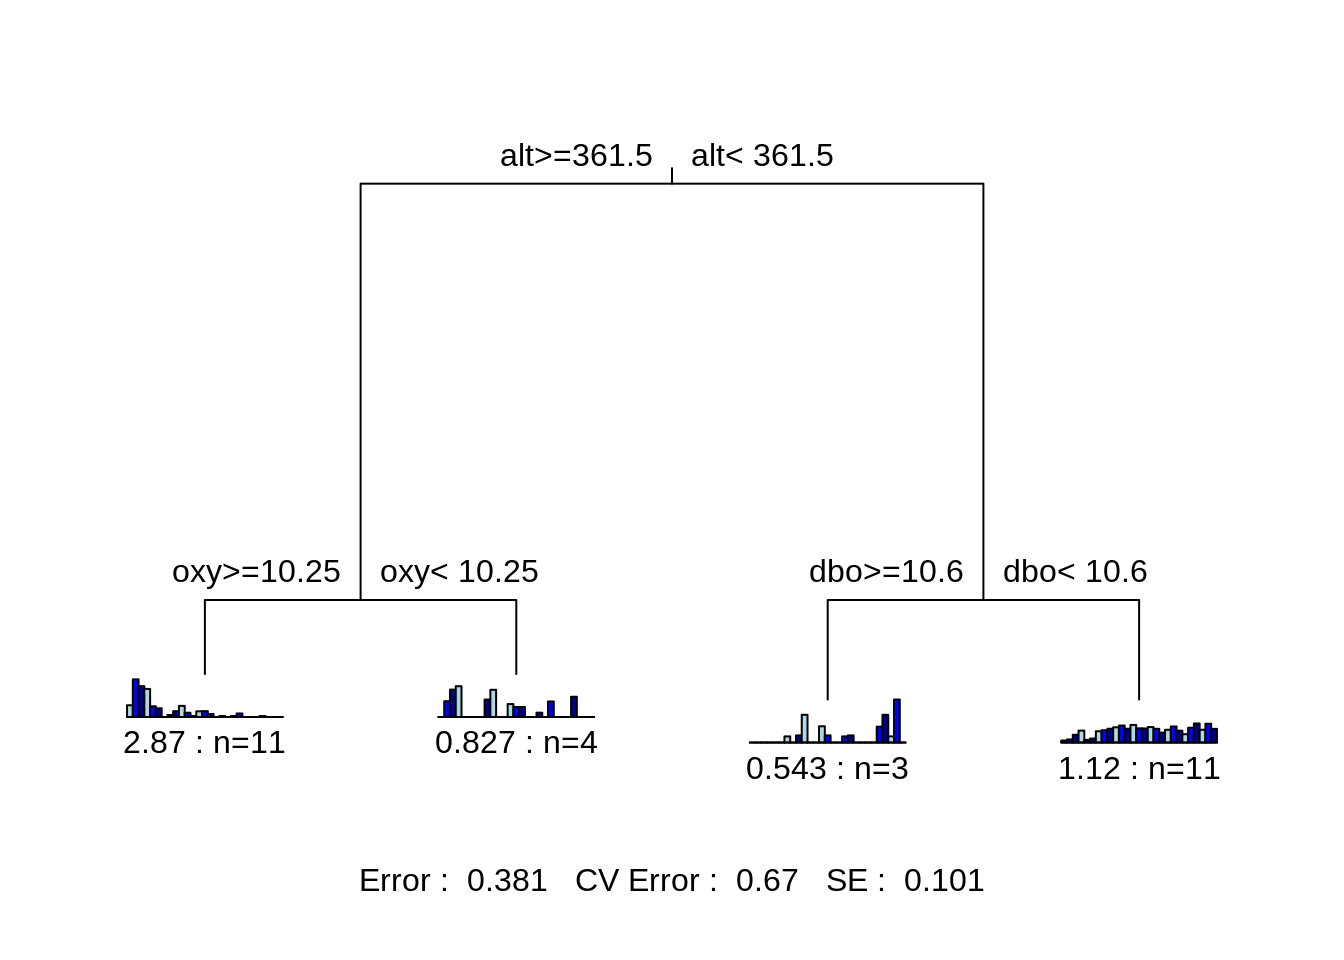 alt>=361.5 alt< 361.5
oxy>=10.25 oxy< 10.25 dbo>=10.6 dbo< 10.6
2.87 : n=11 0.827 : n=4
0.543 : n=3 1.12 : n=11
Error : 0.381 CV Error : 0.67 SE : 0.101